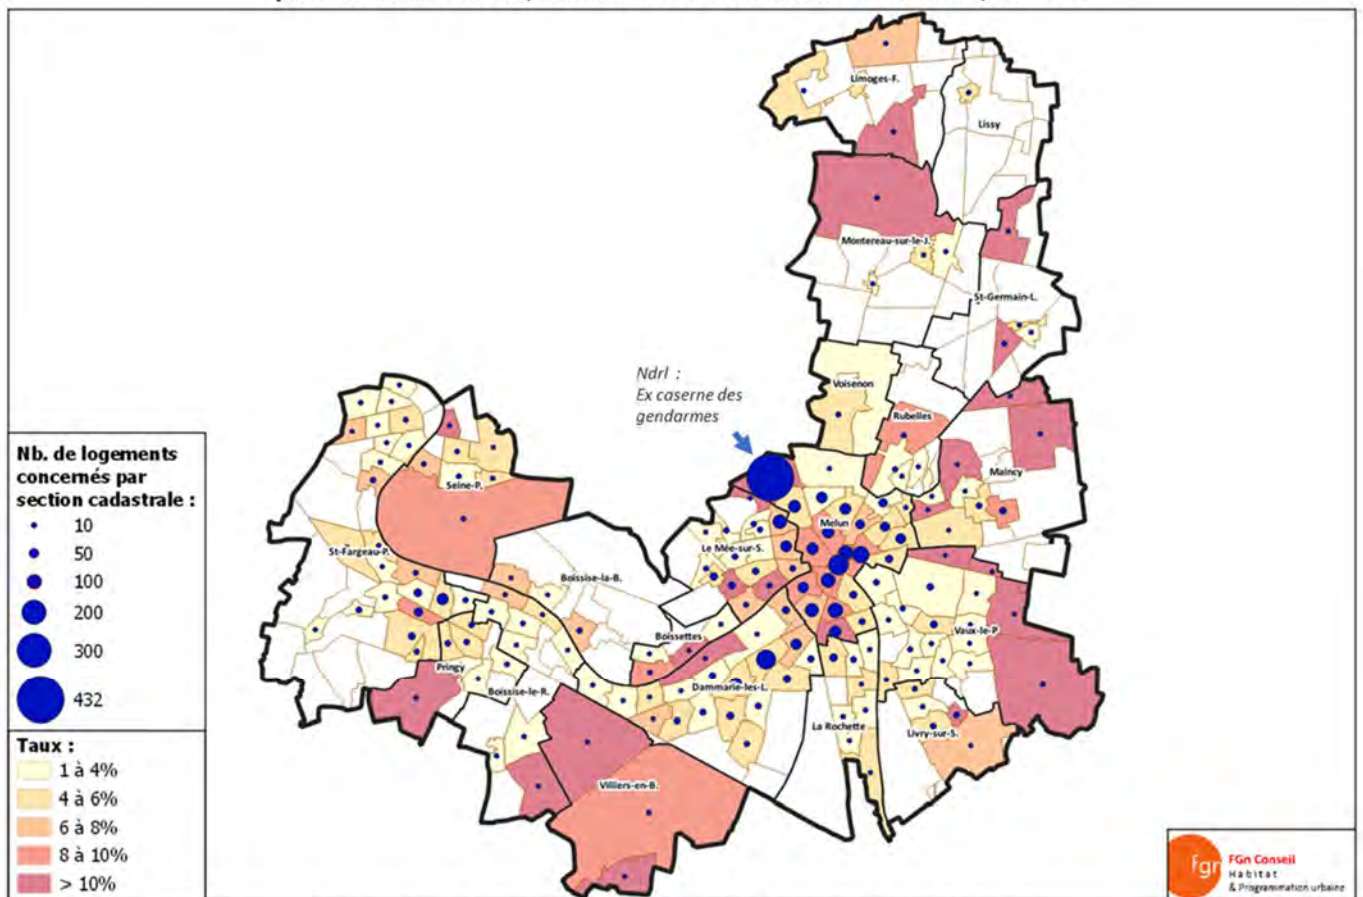 Limoges-F.
Lissy
Montereau-sur-le-J.
St-Germain-L.
Ndrl :
Ex caserne des
gendarmes
Voisenon
Rubelles
Maincy
Nb. de logements
concernés par
section cadastrale :
10
50
100
200
300
432
Seine-P.
Melun
Le Mée-sur-S.
St-Fargeau-P.
Boissise-la-B.
Boissettes
Vaux-le-P
Pringy
Boissise-le-R.
Dammarie-les-L.
La Rochette
Livry-sur-S.
Villiers-en-B.
Taux :
1 à 4%
4 à 6%
6 à 8%
8 à 10%
> 10%
Fgn
FGn Conseil
Habitat
& Programmation urbaine